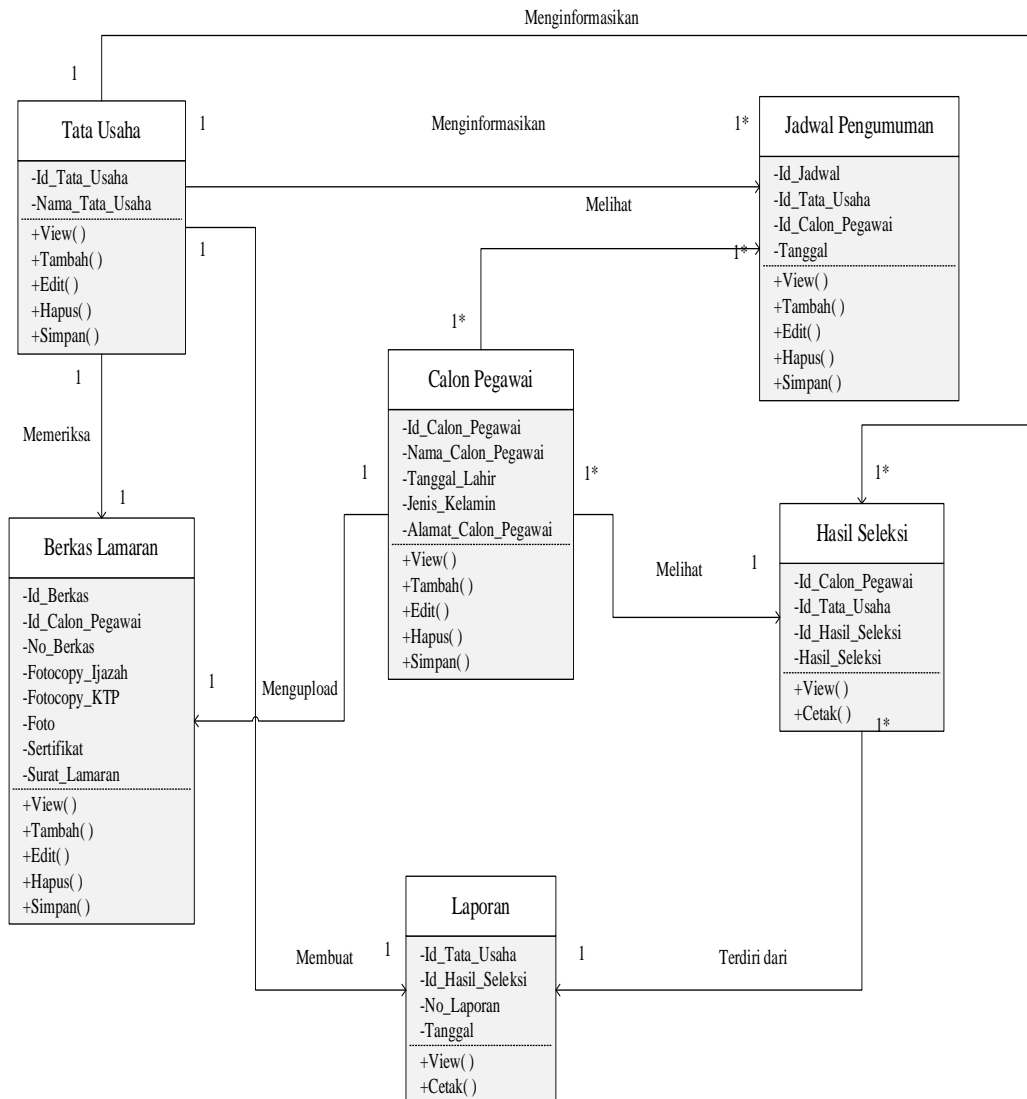 Menginformasikan
1
Tata Usaha
-Id_Tata_Usaha
-Nama_Tata_Usaha
+View( )
+Tambah( )
+Edit( )
+Hapus( )
+Simpan( )
1
Menginformasikan
1*
Jadwal Pengumuman
-Id_Jadwal
-Id_Tata_Usaha
-Id_Calon_Pegawai
-Tanggal
+View( )
+Tambah( )
+Edit( )
+Hapus( )
+Simpan( )
Melihat
1
1*
1*
1
Calon Pegawai
-Id_Calon_Pegawai
-Nama_Calon_Pegawai
-Tanggal_Lahir
-Jenis_Kelamin
-Alamat_Calon_Pegawai
+View( )
+Tambah( )
+Edit( )
+Hapus( )
+Simpan( )
Memeriksa
1
1
1*
1*
Berkas Lamaran
-Id_Berkas
-Id_Calon_Pegawai
-No_Berkas
-Fotocopy_Ijazah
-Fotocopy_KTP
-Foto
-Sertifikat
-Surat_Lamaran
+View( )
+Tambah( )
+Edit( )
+Hapus( )
+Simpan( )
Melihat
1
Hasil Seleksi
-Id_Calon_Pegawai
-Id_Tata_Usaha
-Id_Hasil_Seleksi
-Hasil_Seleksi
+View( )
+Cetak( )
1
Mengupload
1*
Laporan
-Id_Tata_Usaha
-Id_Hasil_Seleksi
-No_Laporan
-Tanggal
+View( )
+Cetak( )
Membuat
1
1
Terdiri dari